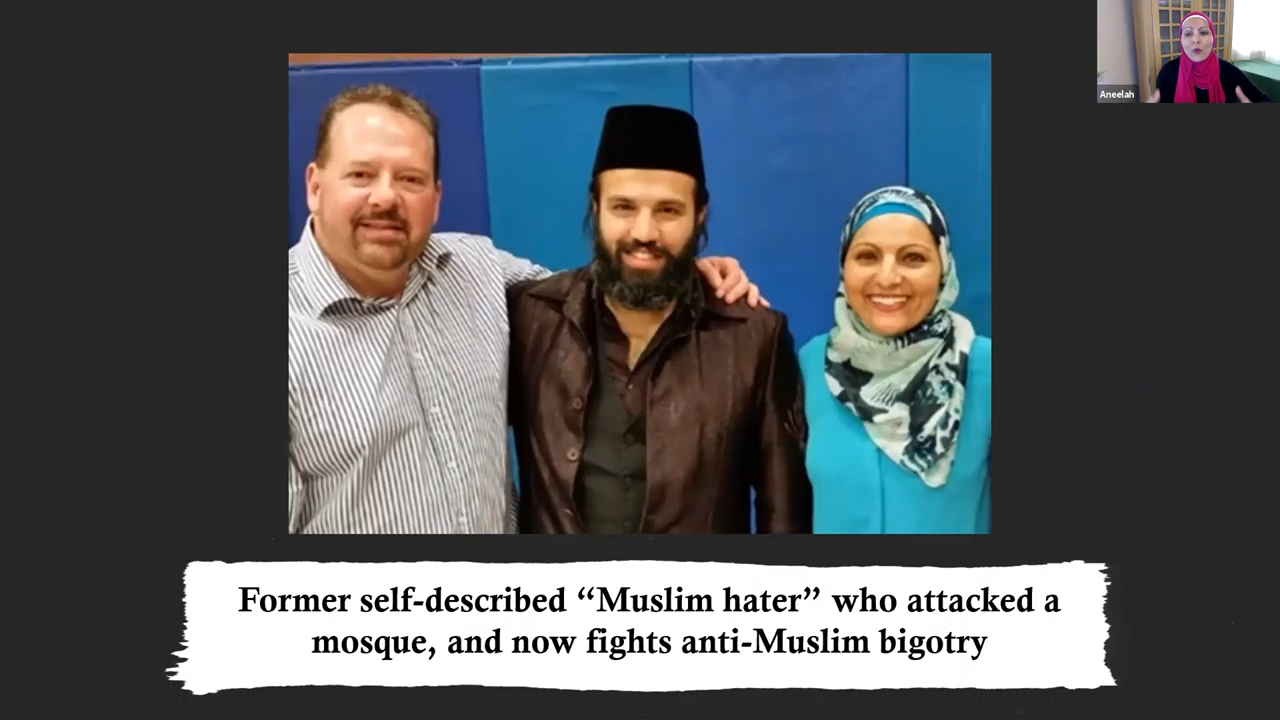 Aneelah
Former self-described “Muslim hater” who attacked a
mosque, and now fights anti-Muslim bigotry